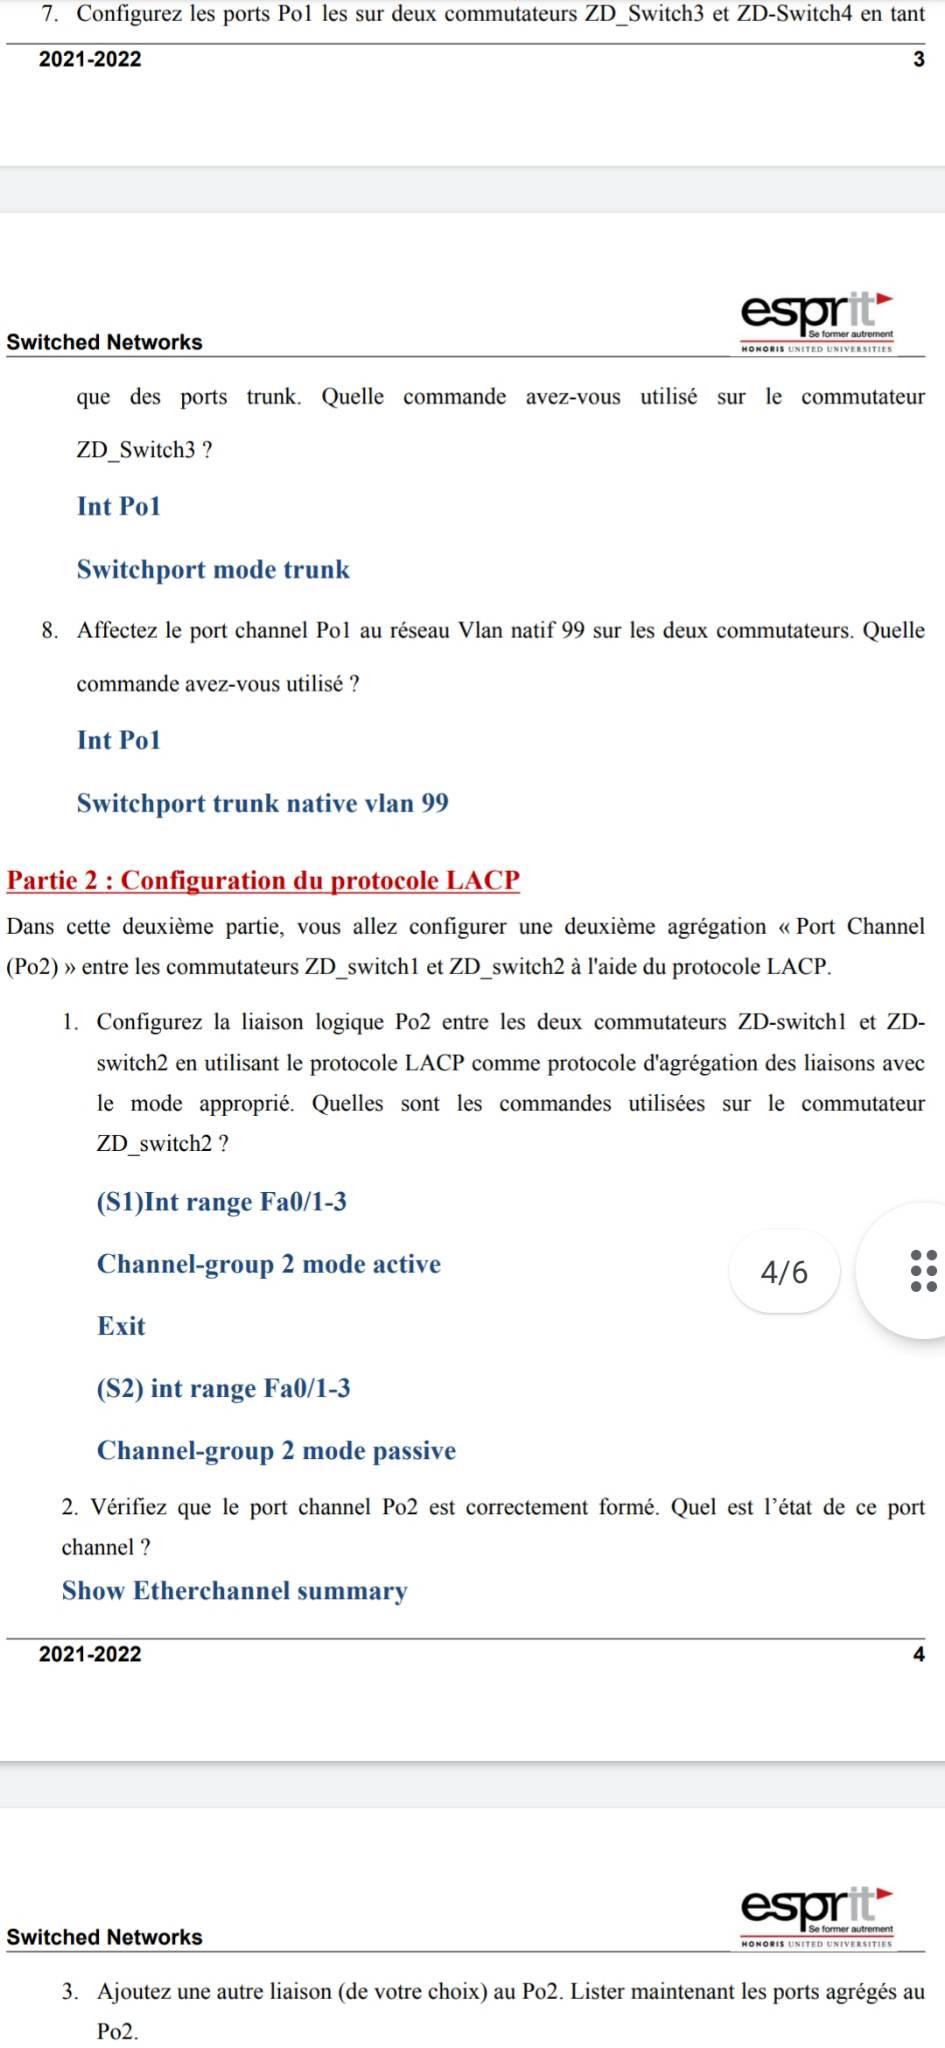 7. Configurez les ports Po1 les sur deux commutateurs ZD_Switch3 et ZD-Switch4 en tant
2021-2022 3
esprit
Se former autrement
HONORIS UNITED UNIVERSITIES
Switched Networks
que des ports trunk. Quelle commande avez-vous utilisé sur le commutateur
ZD_Switch3 ?
Int Po1
Switchport mode trunk
8. Affectez le port channel Po1 au réseau Vlan natif 99 sur les deux commutateurs. Quelle
commande avez-vous utilisé ?
Int Po1
Switchport trunk native vlan 99
Partie 2 : Configuration du protocole LACP
Dans cette deuxième partie, vous allez configurer une deuxième agrégation « Port Channel
(Po2) » entre les commutateurs ZD_switch1 et ZD_switch2 à l'aide du protocole LACP.
1. Configurez la liaison logique Po2 entre les deux commutateurs ZD-switch1 et ZD-
switch2 en utilisant le protocole LACP comme protocole d'agrégation des liaisons avec
le mode approprié. Quelles sont les commandes utilisées sur le commutateur
ZD_switch2 ?
(S1)Int range Fa0/1-3
Channel-group 2 mode active
4/6
Exit
(S2) int range Fa0/1-3
Channel-group 2 mode passive
2. Vérifiez que le port channel Po2 est correctement formé. Quel est l’état de ce port
channel ?
Show Etherchannel summary
2021-2022 4
esprit
Se former autrement
HONORIS UNITED UNIVERSITIES
Switched Networks
3. Ajoutez une autre liaison (de votre choix) au Po2. Lister maintenant les ports agrégés au
Po2.